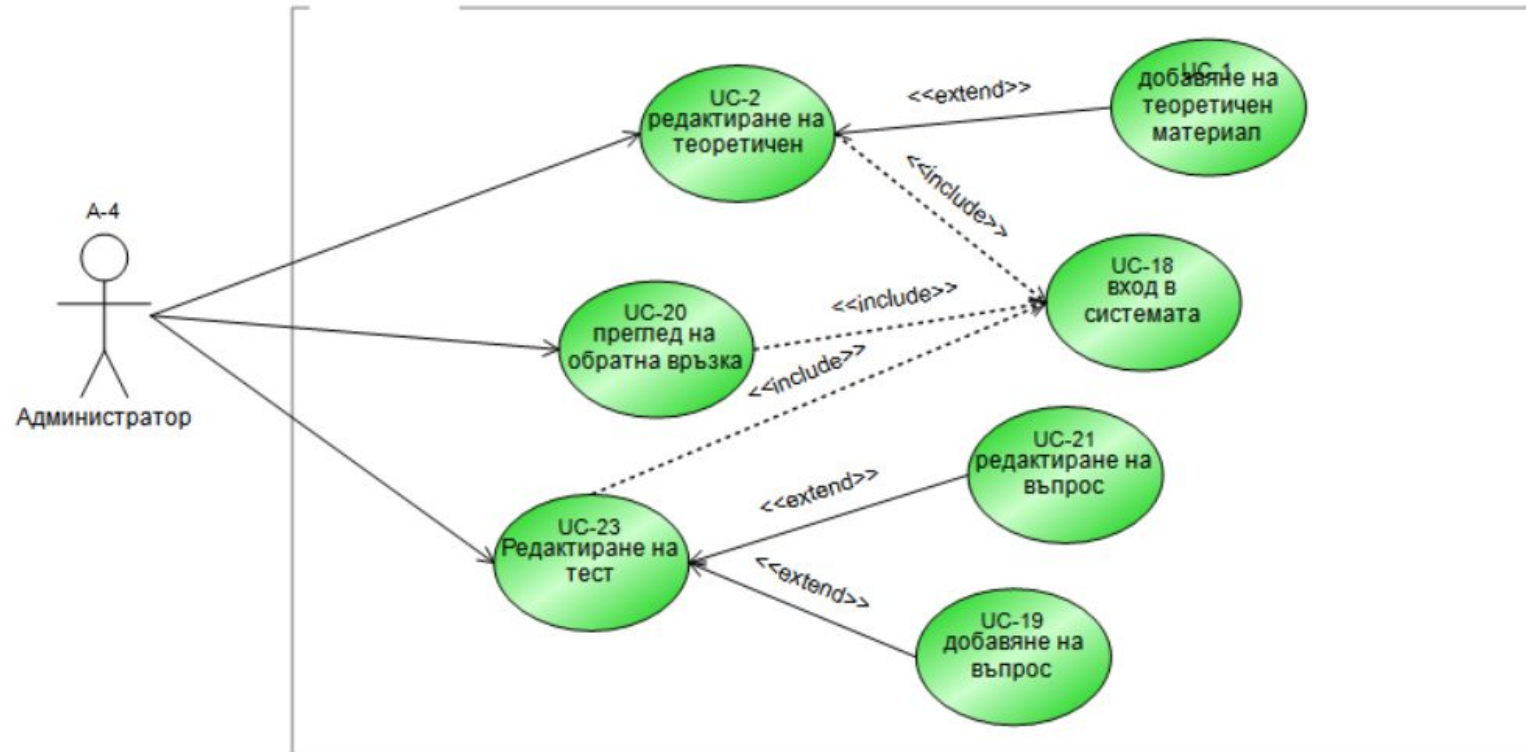 UC-2
редактиране на
теоретичен
<<extend>>
UC-1
добавяне на
теоретичен
материал
<<include>>
A-4
Администратор
UC-20
преглед на
обратна връзка
<<include>>
UC-18
вход в
системата
<<include>>
UC-23
Редактиране на
тест
<<extend>>
UC-21
редактиране на
въпрос
<<extend>>
UC-19
добавяне на
въпрос